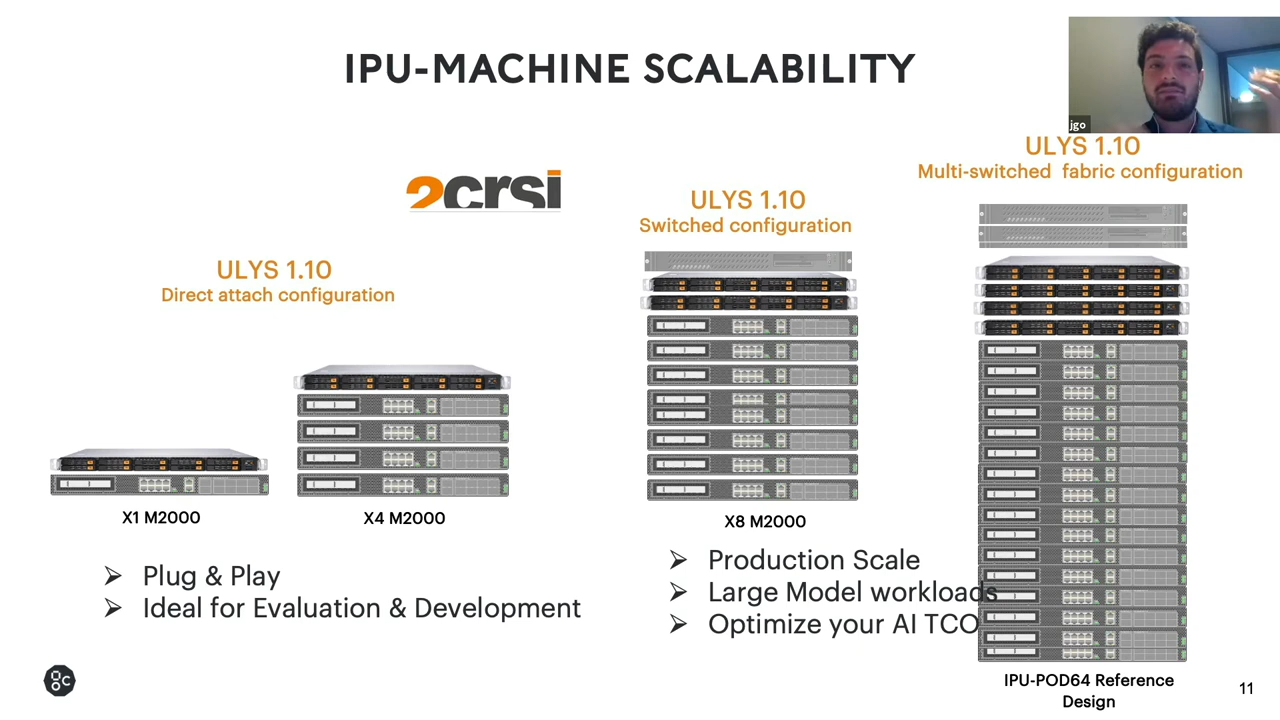 IPU-MACHINE SCALABILITY
jgo
2crsi
ULYS 1.10
Direct attach configuration
ULYS 1.10
Switched configuration
ULYS 1.10
Multi-switched fabric configuration
X1 M2000
X4 M2000
X8 M2000
IPU-POD64 Reference
Design
➢ Plug & Play
➢ Ideal for Evaluation & Development
➢ Production Scale
➢ Large Model workloads
➢ Optimize your AI TCO
GC
11